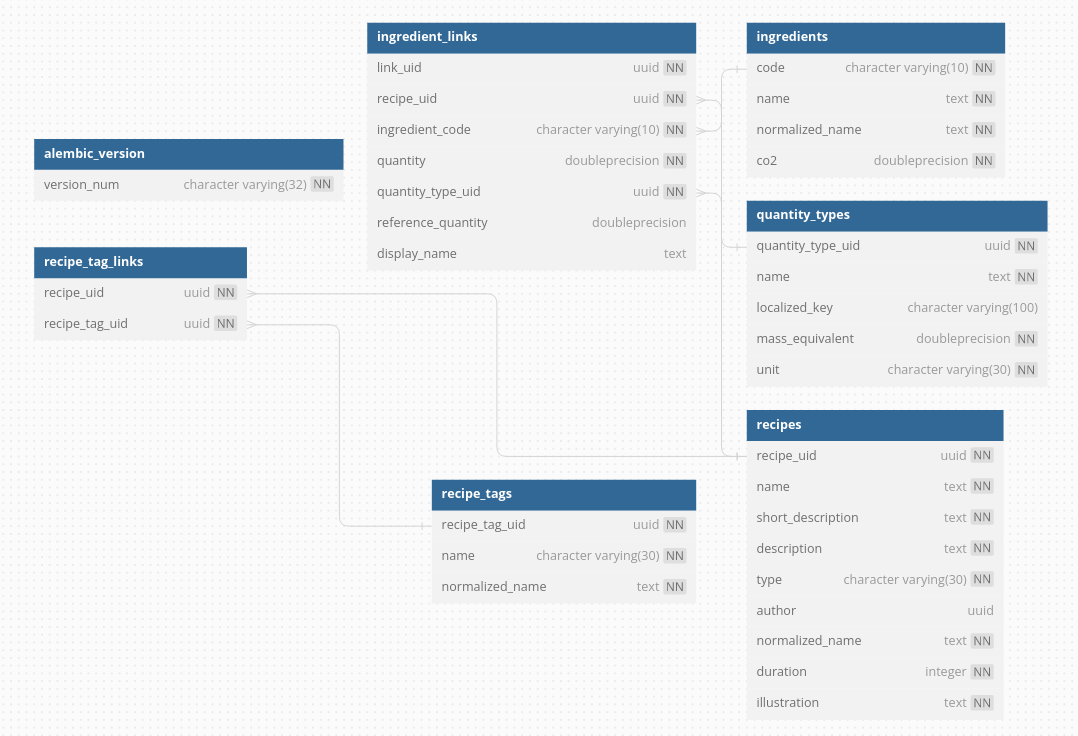 alembic_version
version_num character varying(32) NN
recipe_tag_links
recipe_uid uuid NN
recipe_tag_uid uuid NN
ingredient_links
link_uid uuid NN
recipe_uid uuid NN
ingredient_code character varying(10) NN
quantity doubleprecision NN
quantity_type_uid uuid NN
reference_quantity doubleprecision
display_name text
recipe_tags
recipe_tag_uid uuid NN
name character varying(30) NN
normalized_name text NN
ingredients
code character varying(10) NN
name text NN
normalized_name text NN
co2 doubleprecision NN
quantity_types
quantity_type_uid uuid NN
name text NN
localized_key character varying(100)
mass_equivalent doubleprecision NN
unit character varying(30) NN
recipes
recipe_uid uuid NN
name text NN
short_description text NN
description text NN
type character varying(30) NN
author uuid
normalized_name text NN
duration integer NN
illustration text NN